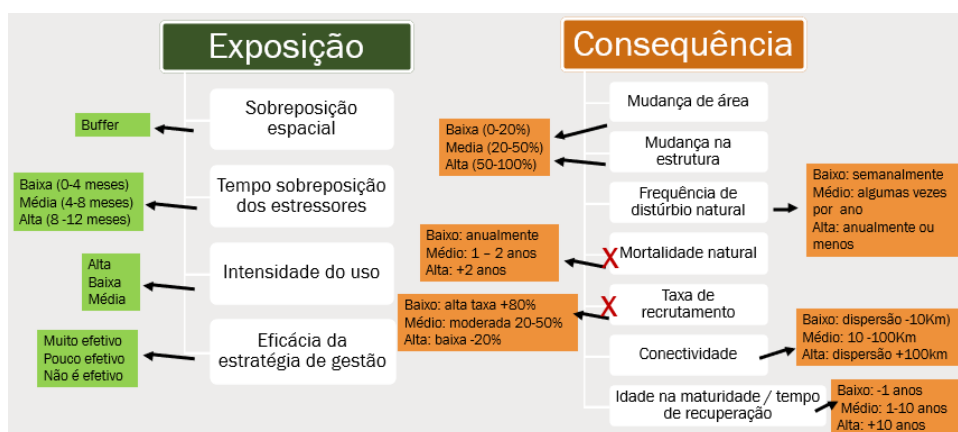 Exposição
Sobreposição
espacial
Buffer
Tempo sobreposição
dos estressores
Baixa (0-4 meses)
Média (4-8 meses)
Alta (8 -12 meses)
Intensidade do uso
Alta
Baixa
Média
Eficácia da
estratégia de gestão
Muito efetivo
Pouco efetivo
Não é efetivo
Consequência
Mudança de área
Mudança na
estrutura
Baixa (0-20%)
Media (20-50%)
Alta (50-100%)
Frequência de
distúrbio natural
Baixo: semanalmente
Médio: algumas vezes
por ano
Alta: anualmente ou
menos
X Mortalidade natural
Baixo: anualmente
Médio: 1 – 2 anos
Alta: +2 anos
X Taxa de
recrutamento
Baixo: alta taxa +80%
Médio: moderada 20-50%
Alta: baixa -20%
Conectividade
Baixo: dispersão -10Km)
Médio: 10 -100Km
Alta: dispersão +100km
Idade na maturidade / tempo
de recuperação
Baixo: -1 anos
Médio: 1-10 anos
Alta: +10 anos